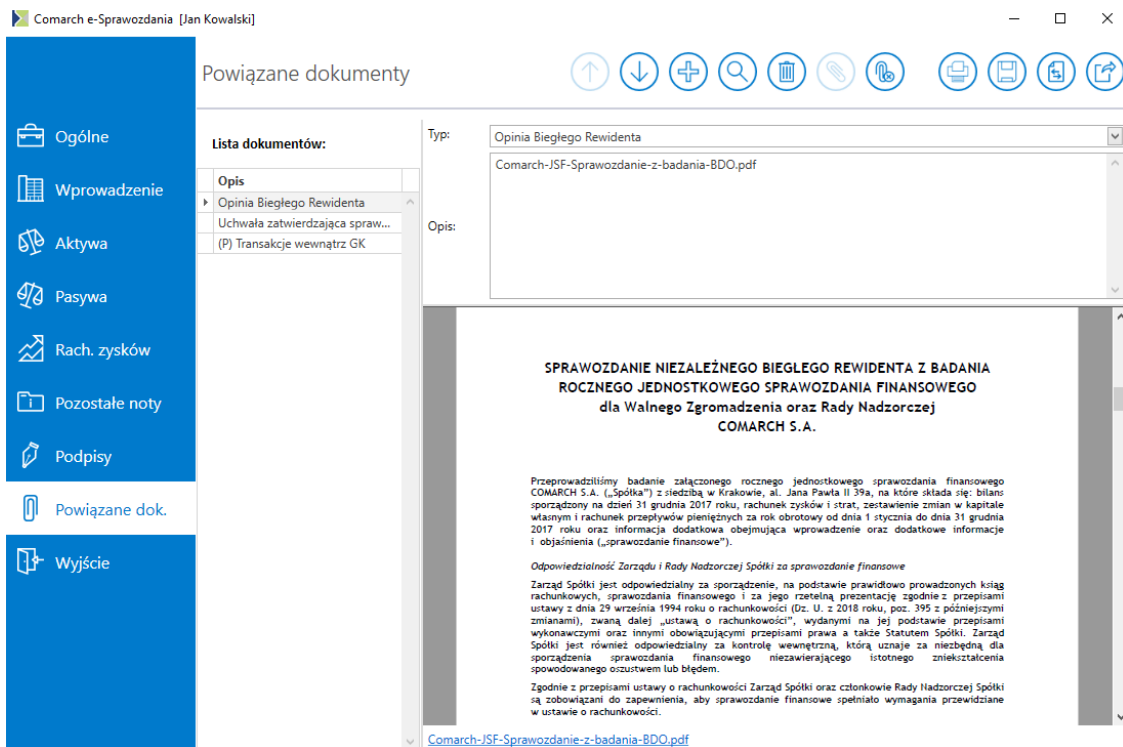 Comarch e-Sprawozdania [Jan Kowalski]
Powiązane dokumenty
Ogólne
Wprowadzenie
Aktywa
Pasywa
Rach. zysków
Pozostałe noty
Podpisy
Powiązane dok.
Wyjście
Lista dokumentów:
Opis
Opinia Biegłego Rewidenta
Uchwała zatwierdzająca spraw...
(P) Transakcje wewnątrz GK
Typ:
Opinia Biegłego Rewidenta
Opis:
Comarch-JSF-Sprawozdanie-z-badania-BDO.pdf
SPRAWOZDANIE NIEZALEŻNEGO BIEGŁEGO REWIDENTA Z BADANIA
ROCZNEGO JEDNOSTKOWEGO SPRAWOZDANIA FINANSOWEGO
dla Walnego Zgromadzenia oraz Rady Nadzorczej
COMARCH S.A.
Przeprowadziliśmy badanie załączonego rocznego jednostkowego sprawozdania finansowego
COMARCH S.A. („Spółka”) z siedzibą w Krakowie, al. Jana Pawła II 39a, na które składa się: bilans
sporządzony na dzień 31 grudnia 2017 roku, rachunek zysków i strat, zestawienie zmian w kapitale
własnym i rachunek przepływów pieniężnych za rok obrotowy od dnia 1 stycznia do dnia 31 grudnia
2017 roku oraz informacja dodatkowa obejmująca wprowadzenie oraz dodatkowe informacje
i objaśnienia („sprawozdanie finansowe”).
Odpowiedzialność Zarządu i Rady Nadzorczej Spółki za sprawozdanie finansowe
Zarząd Spółki jest odpowiedzialny za sporządzenie, na podstawie prawidłowo prowadzonych ksiąg
rachunkowych, sprawozdania finansowego i za jego rzetelną prezentację zgodnie z przepisami
ustawy z dnia 29 września 1994 roku o rachunkowości (Dz. U. z 2018 roku, poz. 395 z późniejszymi
zmianami), zwaną dalej „ustawą o rachunkowości”, wydanymi na jej podstawie przepisami
wykonawczymi oraz innymi obowiązującymi przepisami prawa a także Statutem Spółki. Zarząd
Spółki jest również odpowiedzialny za kontrolę wewnętrzną, którą uznaje za niezbędną dla
sporządzenia sprawozdania finansowego niezawierającego istotnego zniekształcenia
spowodowanego oszustwem lub błędem.
Zgodnie z przepisami ustawy o rachunkowości Zarząd Spółki oraz członkowie Rady Nadzorczej Spółki
są zobowiązani do zapewnienia, aby sprawozdanie finansowe spełniało wymagania przewidziane
w ustawie o rachunkowości.
Comarch-JSF-Sprawozdanie-z-badania-BDO.pdf